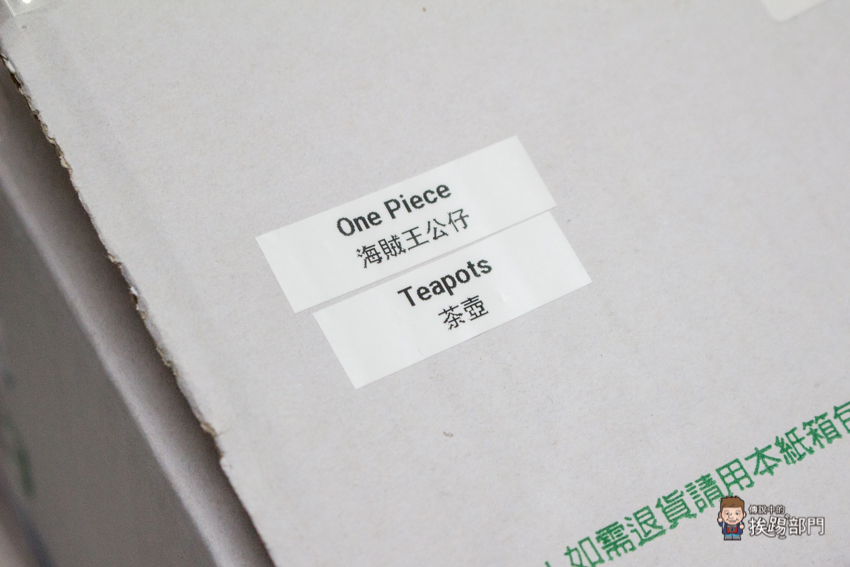 One Piece
海賊王公仔
Teapots
茶壺
如需退貨請用本紙箱包
傳說中的
挨踢部門